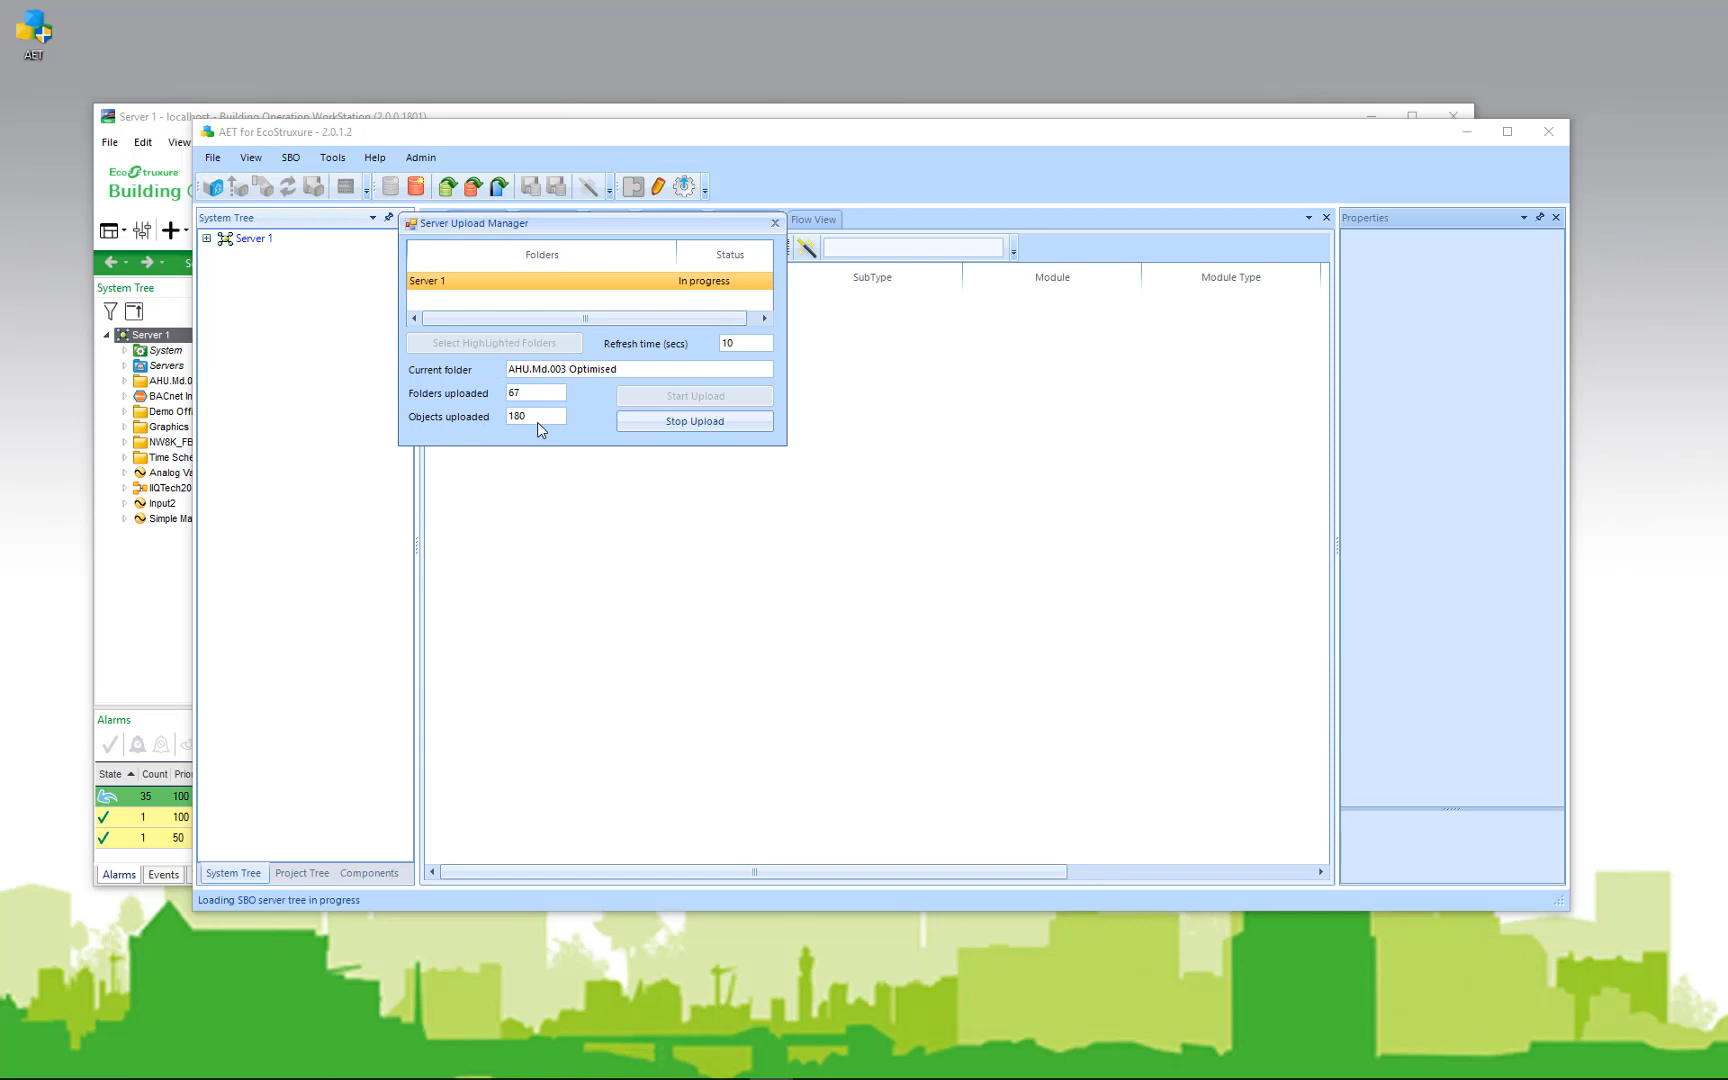 AET
Server 1 - localhost - Building Operation WorkStation (2.0.0.1801)
AET for EcoStruxure - 2.0.1.2
File Edit View
File View SBO Tools Help Admin
EcoStruxure
Building
System Tree
Server Upload Manager
Flow View
Properties
Server 1
Folders Status
Server 1 In progress
SubType Module Module Type
Select HighLighted Folders Refresh time (secs) 10
Current folder AHU.Md.003 Optimised
Folders uploaded 67 Start Upload
Objects uploaded 180 Stop Upload
System Tree
Server 1
System
Servers
AHU.Md.0
BACnet In
Demo Offi
Graphics
NW8K_FB
Time Sche
Analog Va
IIQTech20
Input2
Simple Ma
Alarms
State Count Prio
35 100
1 100
1 50
Alarms Events
System Tree Project Tree Components
Loading SBO server tree in progress